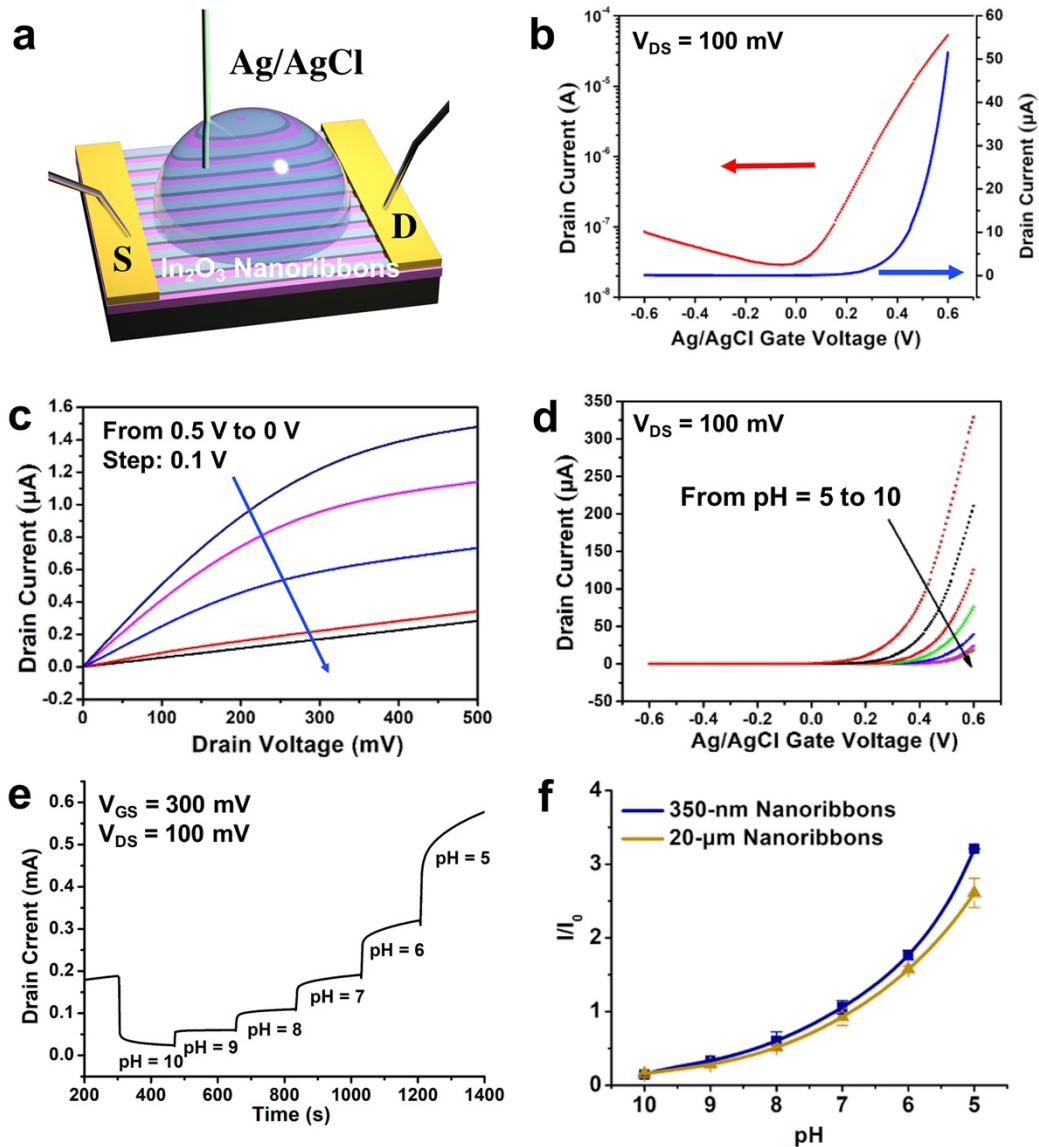 a
Ag/AgCl
S
D
In₂O₃ Nanoribbons
b
V_DS = 100 mV
10⁻⁴
10⁻⁵
10⁻⁶
10⁻⁷
10⁻⁸
Drain Current (A)
60
50
40
30
20
10
0
Drain Current (µA)
-0.6 -0.4 -0.2 0.0 0.2 0.4 0.6
Ag/AgCl Gate Voltage (V)
c
From 0.5 V to 0 V
Step: 0.1 V
1.6
1.4
1.2
1.0
0.8
0.6
0.4
0.2
0.0
-0.2
Drain Current (µA)
0 100 200 300 400 500
Drain Voltage (mV)
d
V_DS = 100 mV
From pH = 5 to 10
350
300
250
200
150
100
50
0
-50
Drain Current (µA)
-0.6 -0.4 -0.2 0.0 0.2 0.4 0.6
Ag/AgCl Gate Voltage (V)
e
V_GS = 300 mV
V_DS = 100 mV
0.6
0.5
0.4
0.3
0.2
0.1
0.0
Drain Crrent (mA)
pH = 5
pH = 6
pH = 7
pH = 8
pH = 9
pH = 10
200 400 600 800 1000 1200 1400
Time (s)
f
350-nm Nanoribbons
20-µm Nanoribbons
4
3
2
1
0
I/I₀
10 9 8 7 6 5
pH